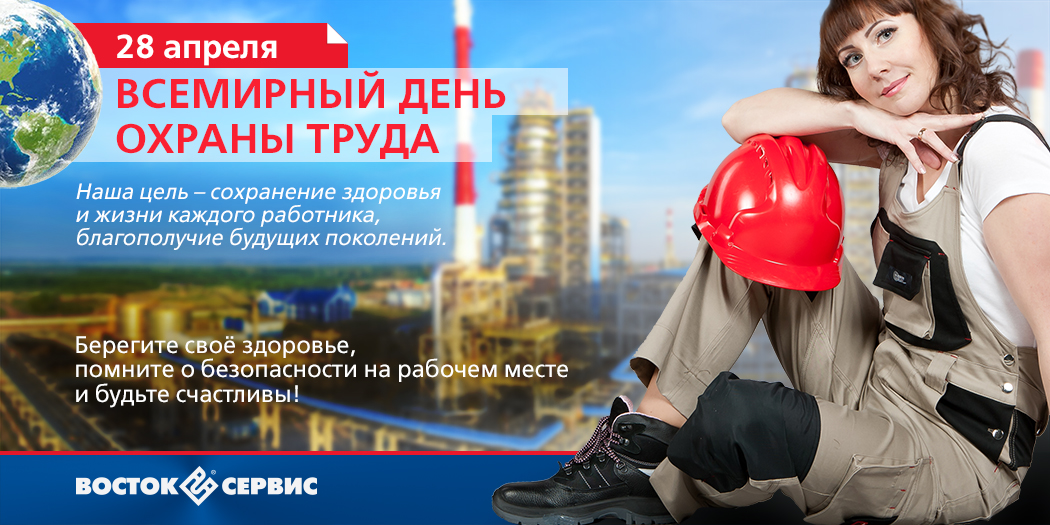 28 апреля
ВСЕМИРНЫЙ ДЕНЬ
ОХРАНЫ ТРУДА
Наша цель – сохранение здоровья
и жизни каждого работника,
благополучие будущих поколений.
Берегите своё здоровье,
помните о безопасности на рабочем месте
и будьте счастливы!
ВОСТОК ® СЕРВИС